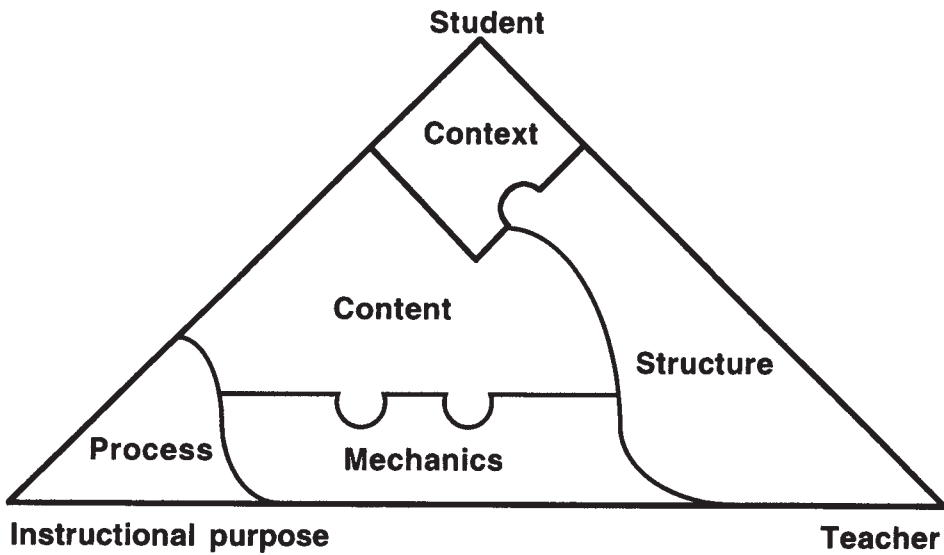 Student
Context
Content
Structure
Process
Mechanics
Instructional purpose
Teacher